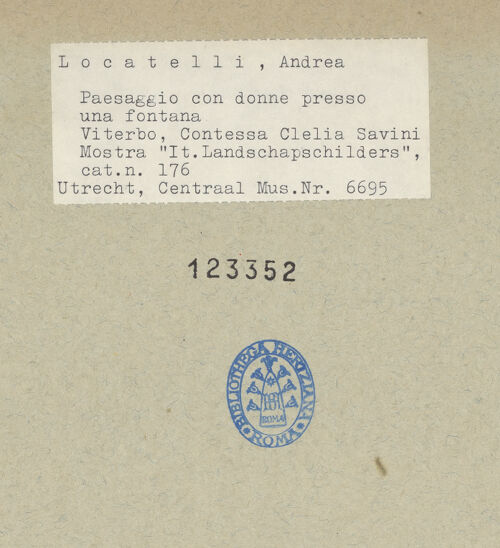 Locatelli, Andrea
Paesaggio con donne presso
una fontana
Viterbo, Contessa Clelia Savini
Mostra "It.Landschapschilders",
cat.n. 176
Utrecht, Centraal Mus.Nr. 6695
123352
BIBLIOTHECA HERTZIANA
ROMA
ROMA